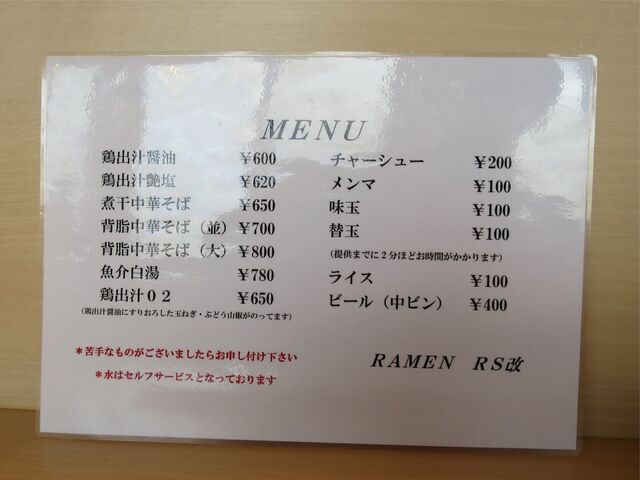 MENU
鶏出汁醤油 ¥600
鶏出汁艶塩 ¥620
煮干中華そば ¥650
背脂中華そば（並）¥700
背脂中華そば（大）¥800
魚介白湯 ¥780
鶏出汁０２ ¥650
（鶏出汁醤油にすりおろした玉ねぎ・ぶどう山椒がのってます）
チャーシュー ¥200
メンマ ¥100
味玉 ¥100
替玉 ¥100
（提供までに２分ほどお時間がかかります）
ライス ¥100
ビール（中ビン）¥400
＊苦手なものがございましたらお申し付け下さい
＊水はセルフサービスとなっております
RAMEN RS改